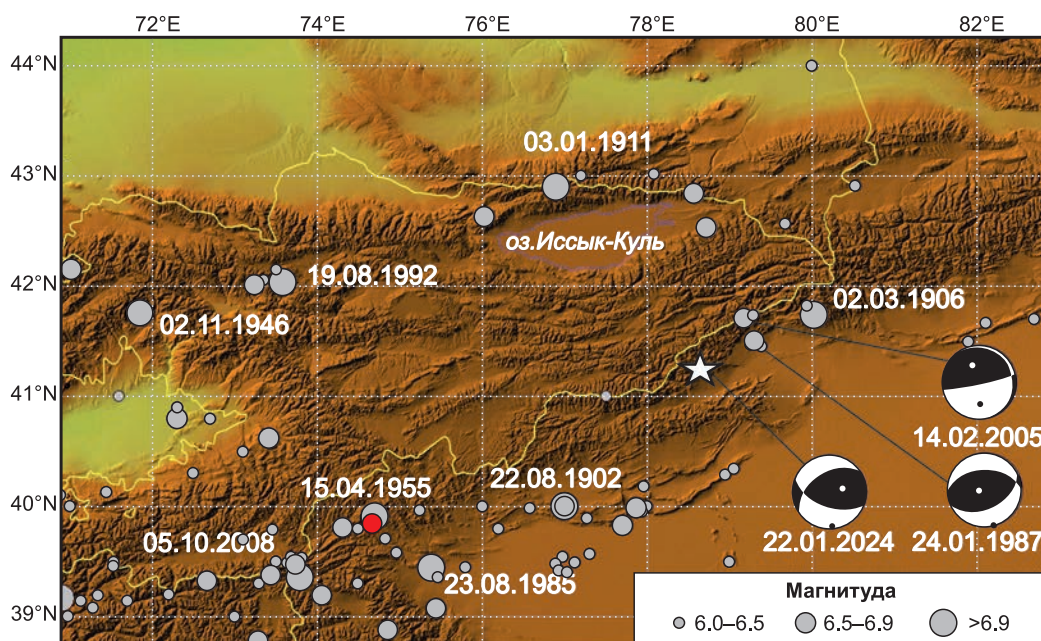 72°E 74°E 76°E 78°E 80°E 82°E
44°N
03.01.1911
43°N
оз.Иссык-Куль
19.08.1992
42°N
02.03.1906
02.11.1946
41°N
14.02.2005
15.04.1955
22.08.1902
40°N
05.10.2008
22.01.2024
24.01.1987
23.08.1985
39°N
Магнитуда
6.0–6.5 6.5–6.9 >6.9